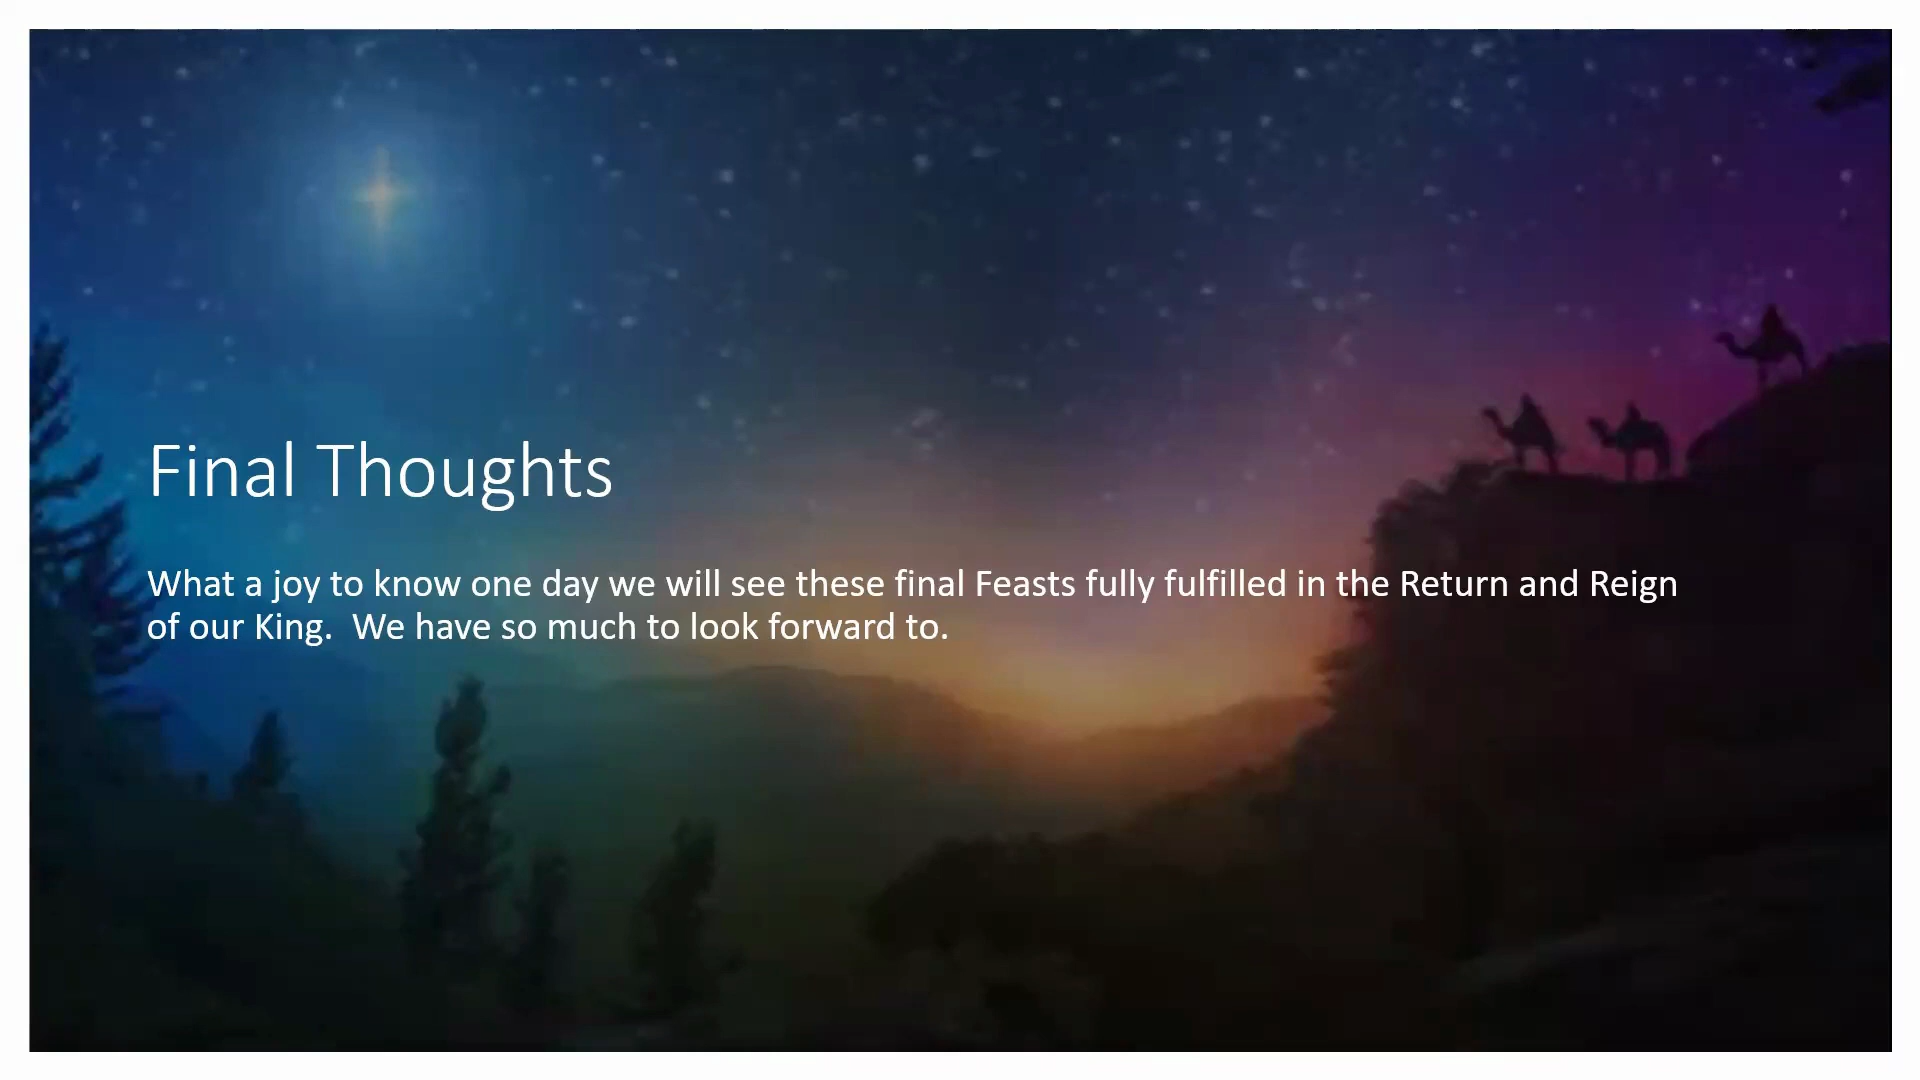 Final Thoughts
What a joy to know one day we will see these final Feasts fully fulfilled in the Return and Reign
of our King.  We have so much to look forward to.